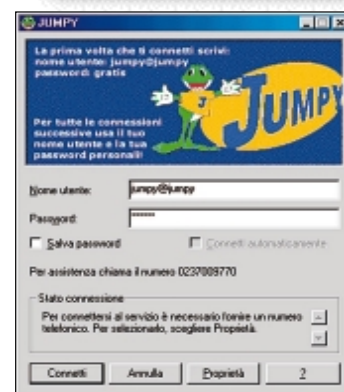 JUMPY
La prima volta che ti connetti scrivi:
nome utente: jumpy@jumpy
password: gratis
Per tutte le connessioni
successive usa il tuo
nome utente e la tua
password personali!
J
JUMPY
Nome utente:
jumpy@jumpy
Password:
******
Salva password
Connetti automaticamente
Per assistenza chiama il numero 0237009770
Stato connessione
Per connettersi al servizio è necessario fornire un numero
telefonico. Per selezionarlo, scegliere Proprietà.
Connetti Annulla Proprietà ?